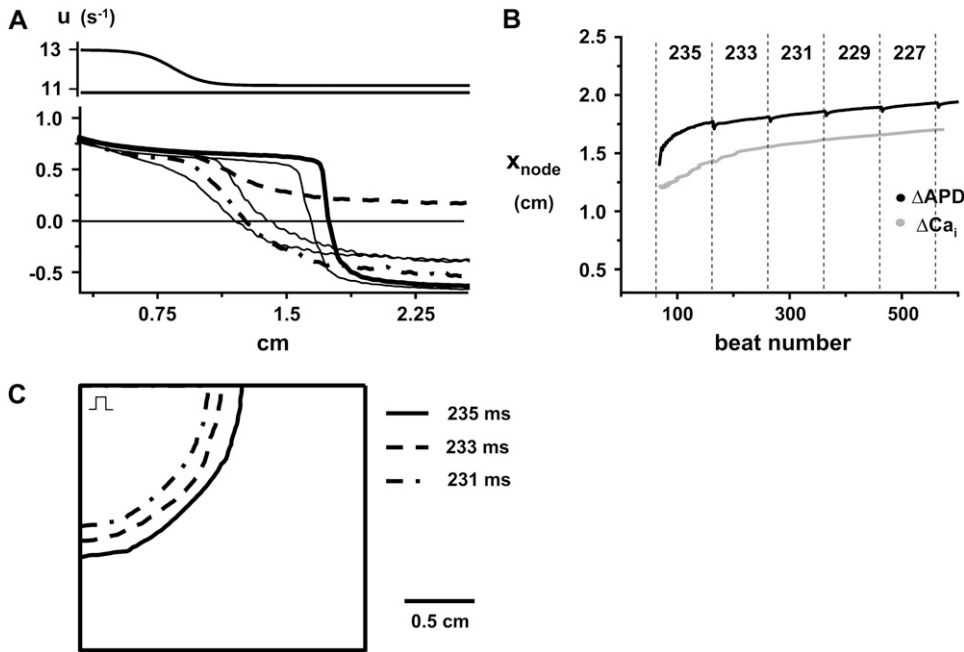 A
u (s⁻¹)
13
11
1.0
0.5
0.0
-0.5
0.75
1.5
2.25
cm
B
2.5
2.0
1.5
1.0
0.5
x_node
(cm)
235
233
231
229
227
ΔAPD
ΔCa_i
100
300
500
beat number
C
235 ms
233 ms
231 ms
0.5 cm